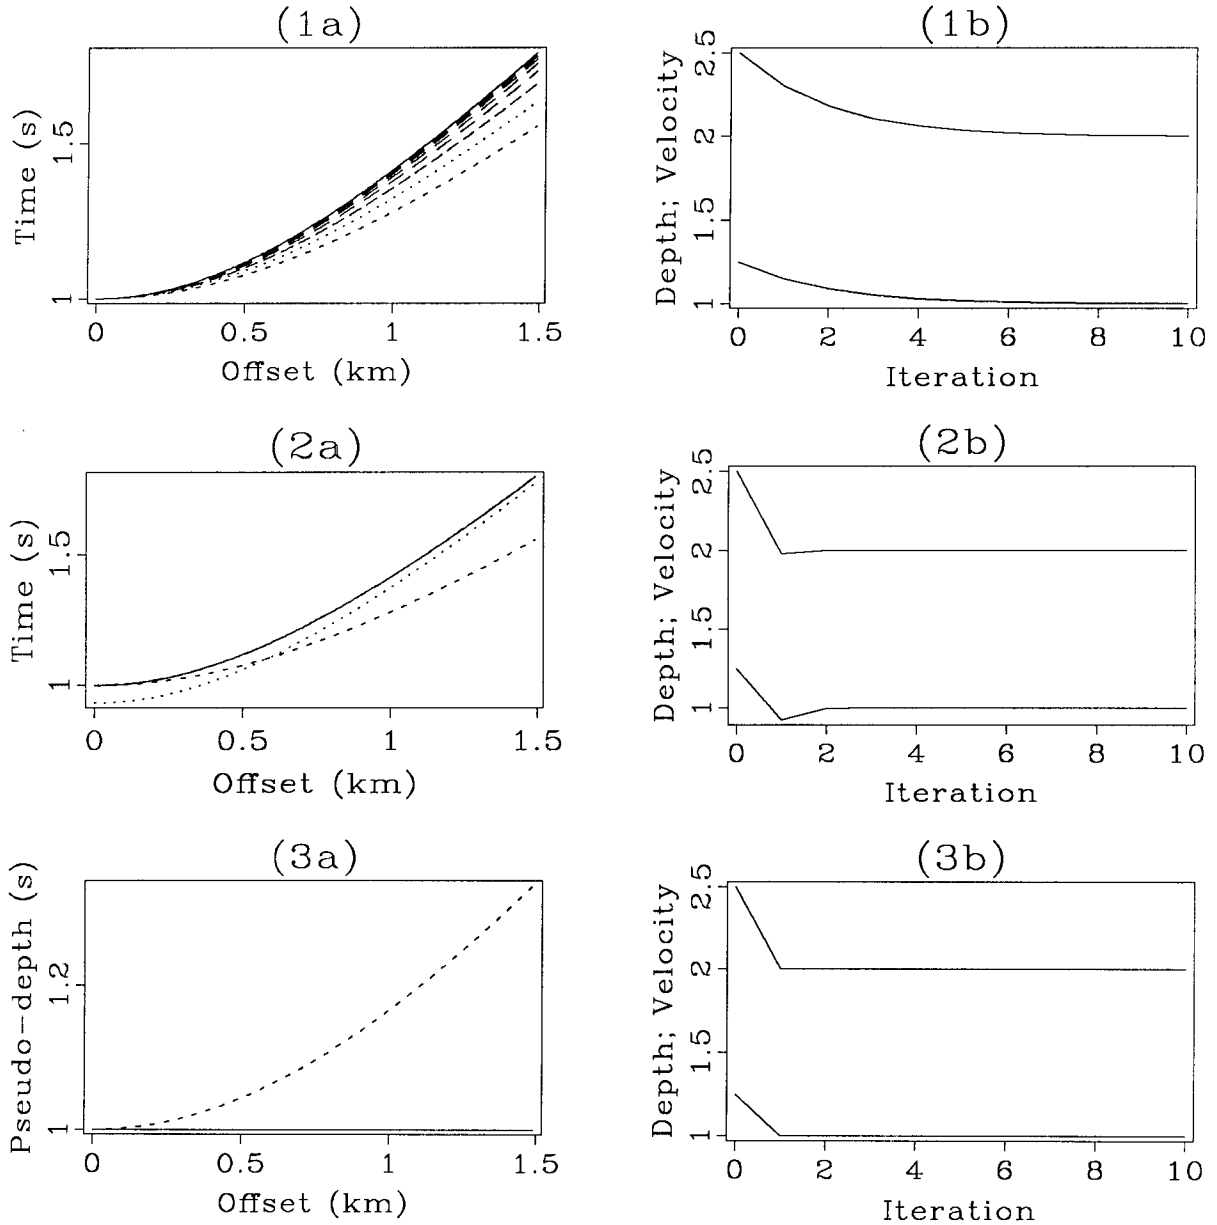 (1a)
Time (s)
1.5
1
0 0.5 1 1.5
Offset (km)
(1b)
Depth; Velocity
2.5
2
1.5
1
0 2 4 6 8 10
Iteration
(2a)
Time (s)
1.5
1
0 0.5 1 1.5
Offset (km)
(2b)
Depth; Velocity
2.5
2
1.5
1
0 2 4 6 8 10
Iteration
(3a)
Pseudo-depth (s)
1.2
1
0 0.5 1 1.5
Offset (km)
(3b)
Depth; Velocity
2.5
2
1.5
1
0 2 4 6 8 10
Iteration